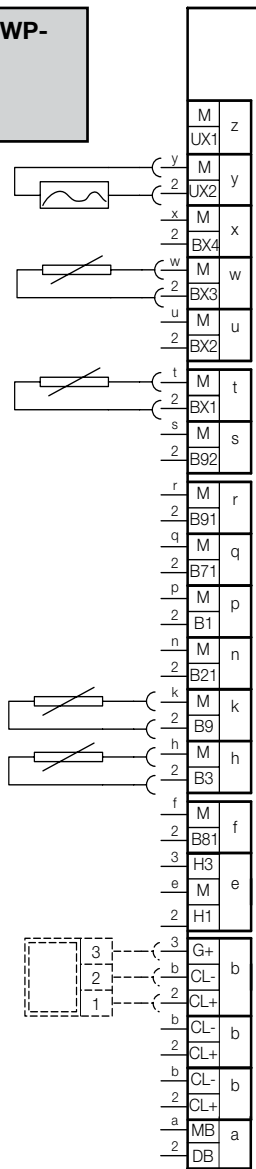 WP-
M
UX1 z
y M
2 UX2 y
x M
2 BX4 x
w M
2 BX3 w
u M
2 BX2 u
t M
2 BX1 t
s M
2 B92 s
r M
2 B91 r
q M
2 B71 q
p M
2 B1 p
n M
2 B21 n
k M
2 B9 k
h M
2 B3 h
f M
2 B81 f
3 H3
e M e
2 H1
3 3 G+
2 b CL- b
1 2 CL+
b CL-
2 CL+ b
b CL-
2 CL+ b
a MB
2 DB a